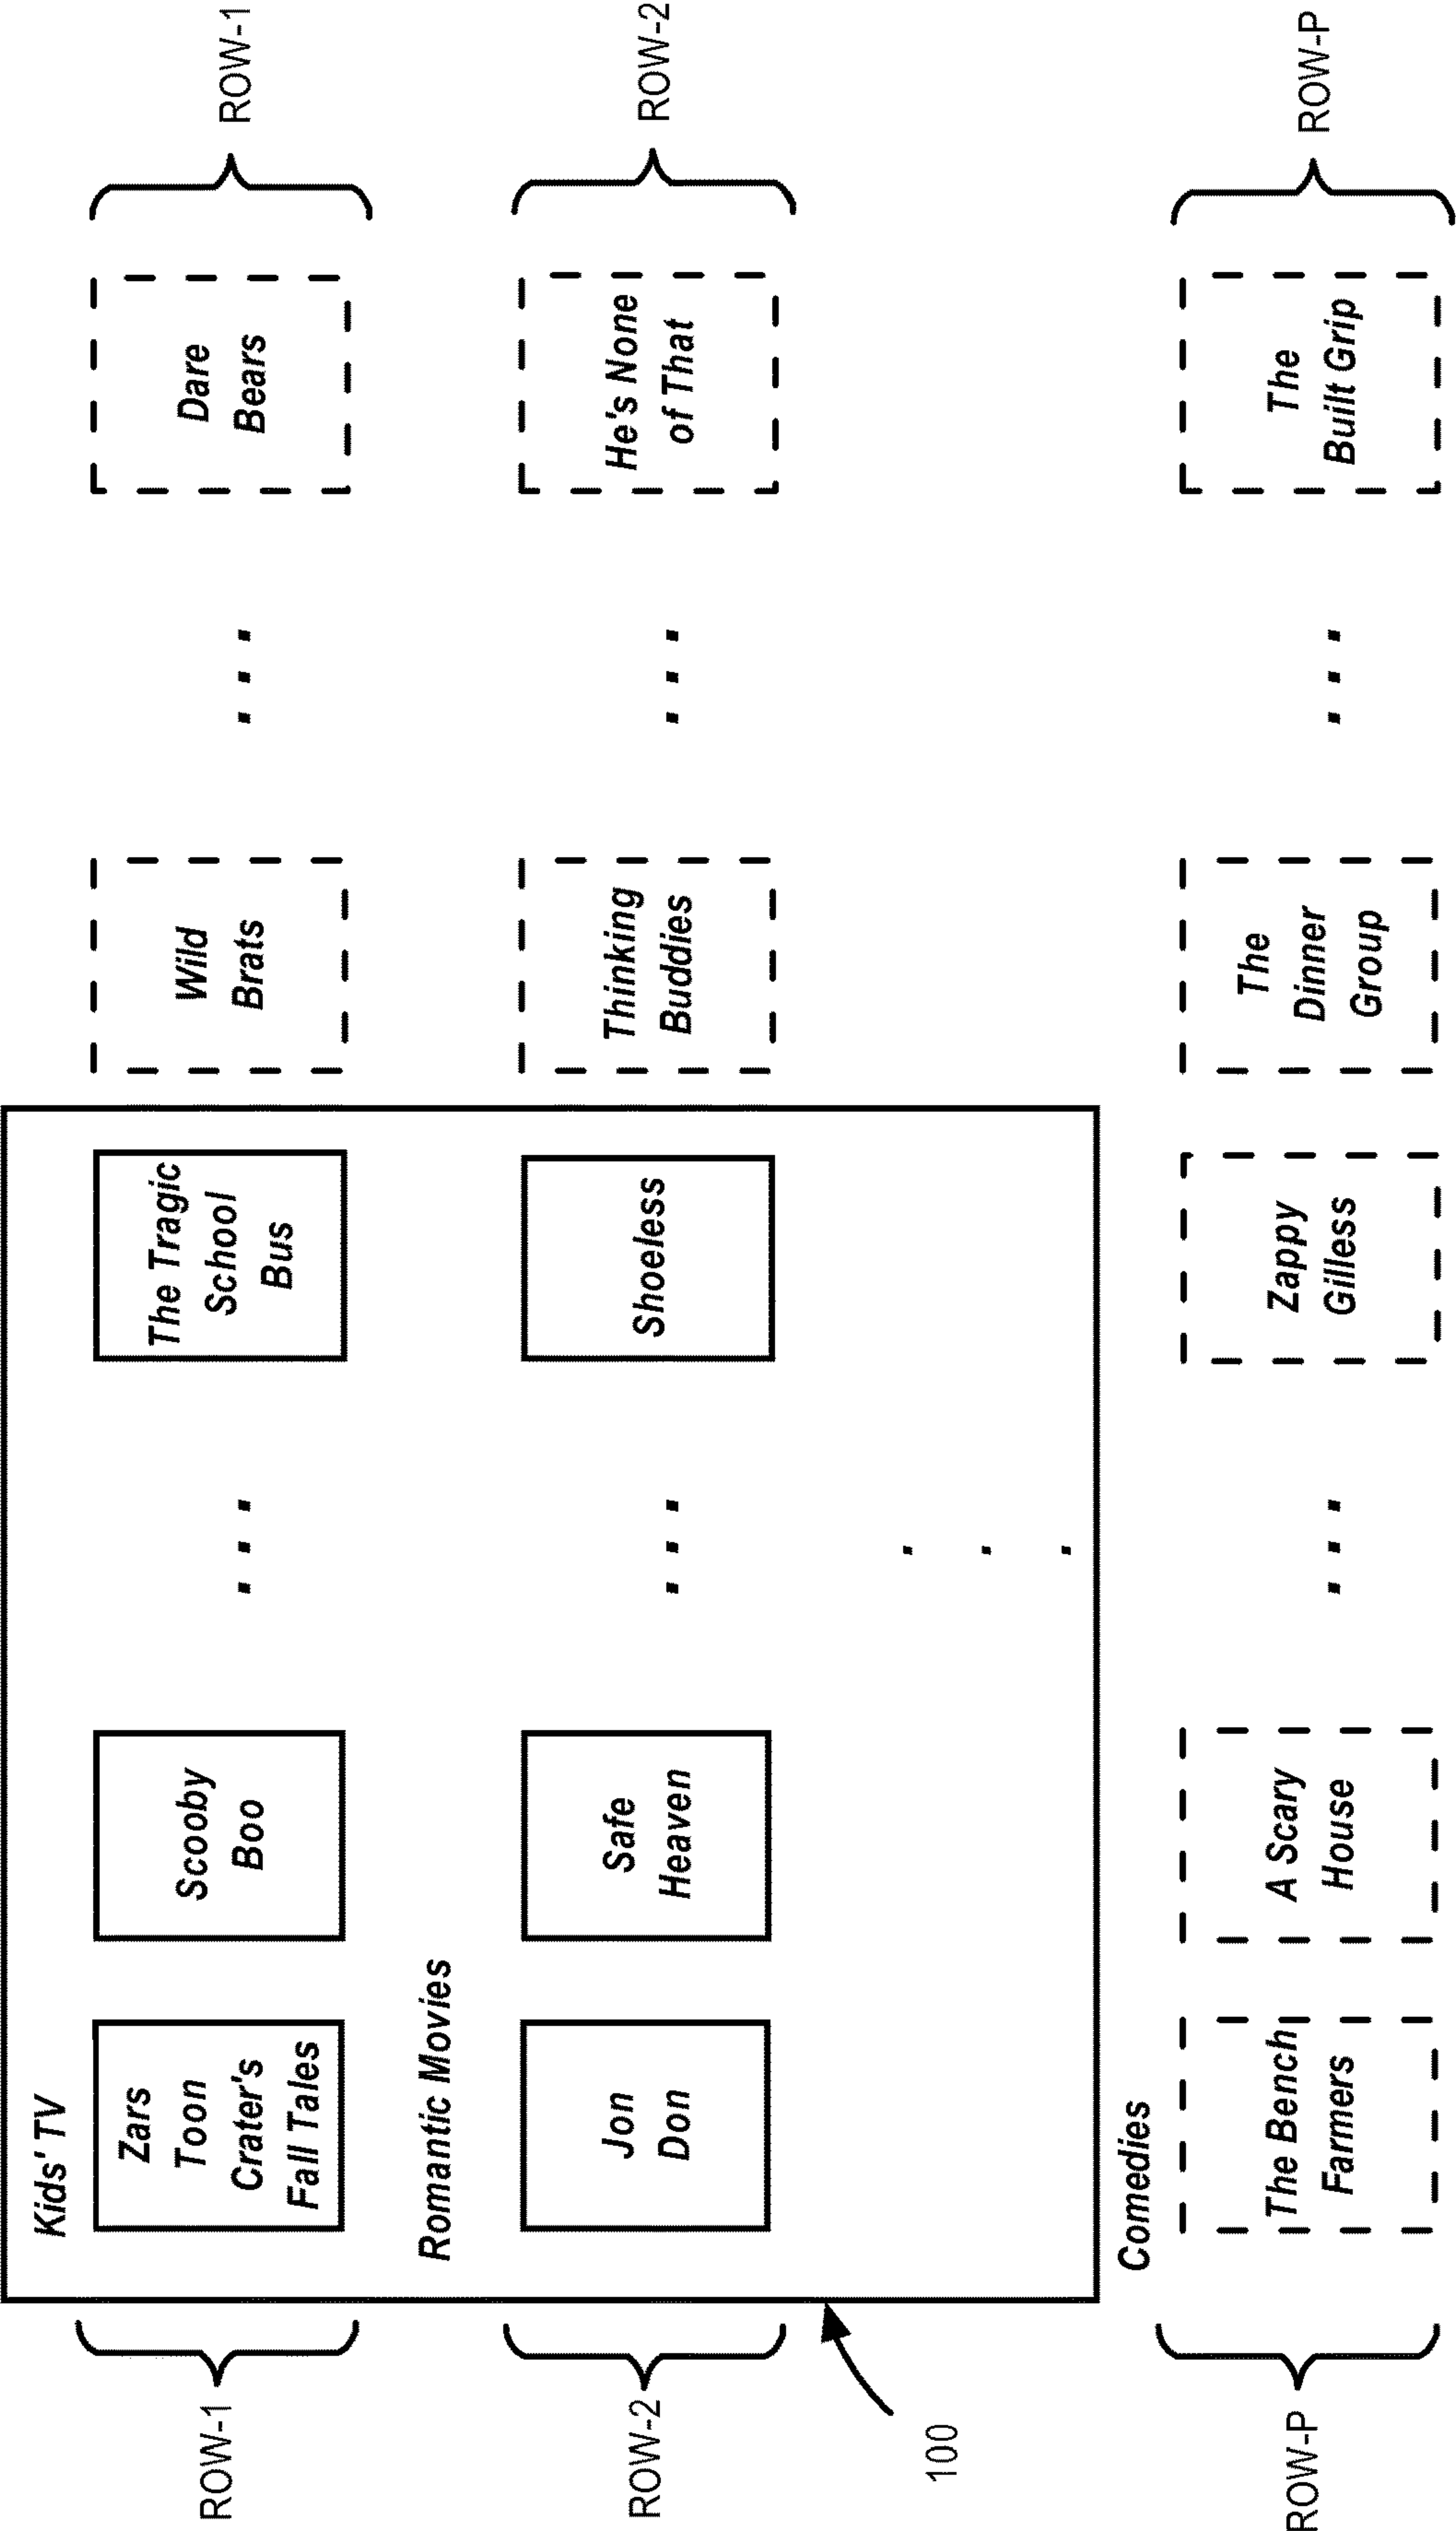 Kids' TV
ROW-1
Zars
Toon
Crater's
Fall Tales
Scooby
Boo
. . .
The Tragic
School
Bus
Wild
Brats
. . .
Dare
Bears
ROW-1
Romantic Movies
ROW-2
Jon
Don
Safe
Heaven
. . .
Shoeless
Thinking
Buddies
. . .
He's None
of That
ROW-2
100
Comedies
ROW-P
The Bench
Farmers
A Scary
House
. . .
Zappy
Gilless
The
Dinner
Group
. . .
The
Built Grip
ROW-P